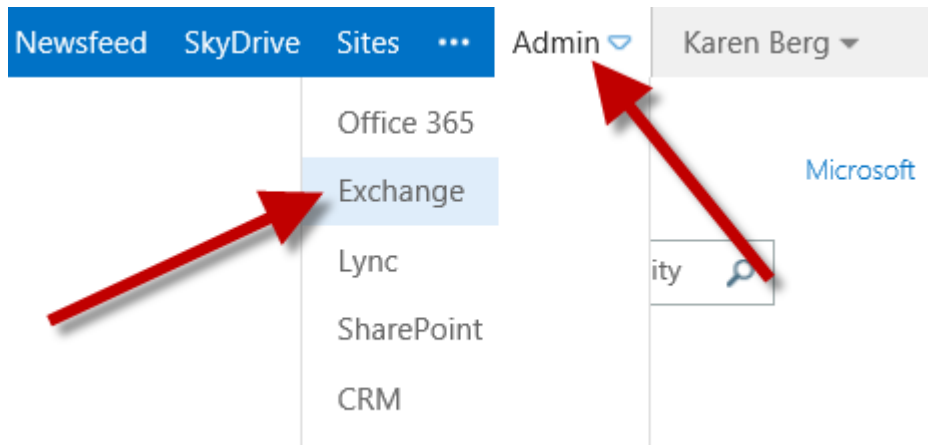 Newsfeed SkyDrive Sites ••• Admin Karen Berg
Office 365
Exchange
Microsoft
Lync
ity
SharePoint
CRM